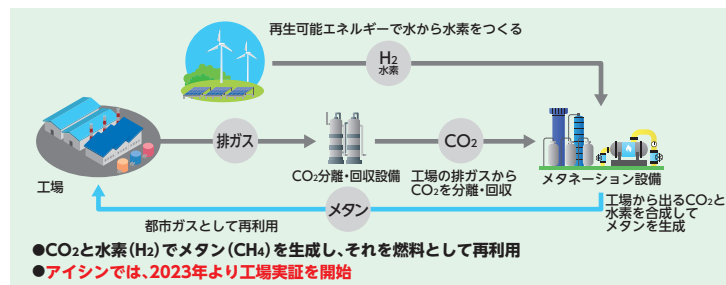 再生可能エネルギーで水から水素をつくる
H2
水素
排ガス
CO2
工場
CO2分離・回収設備
工場の排ガスから
CO2を分離・回収
メタネーション設備
メタン
都市ガスとして再利用
工場から出るCO2と
水素を合成して
メタンを生成
●CO2と水素(H2)でメタン(CH4)を生成し、それを燃料として再利用
●アイシンでは、2023年より工場実証を開始